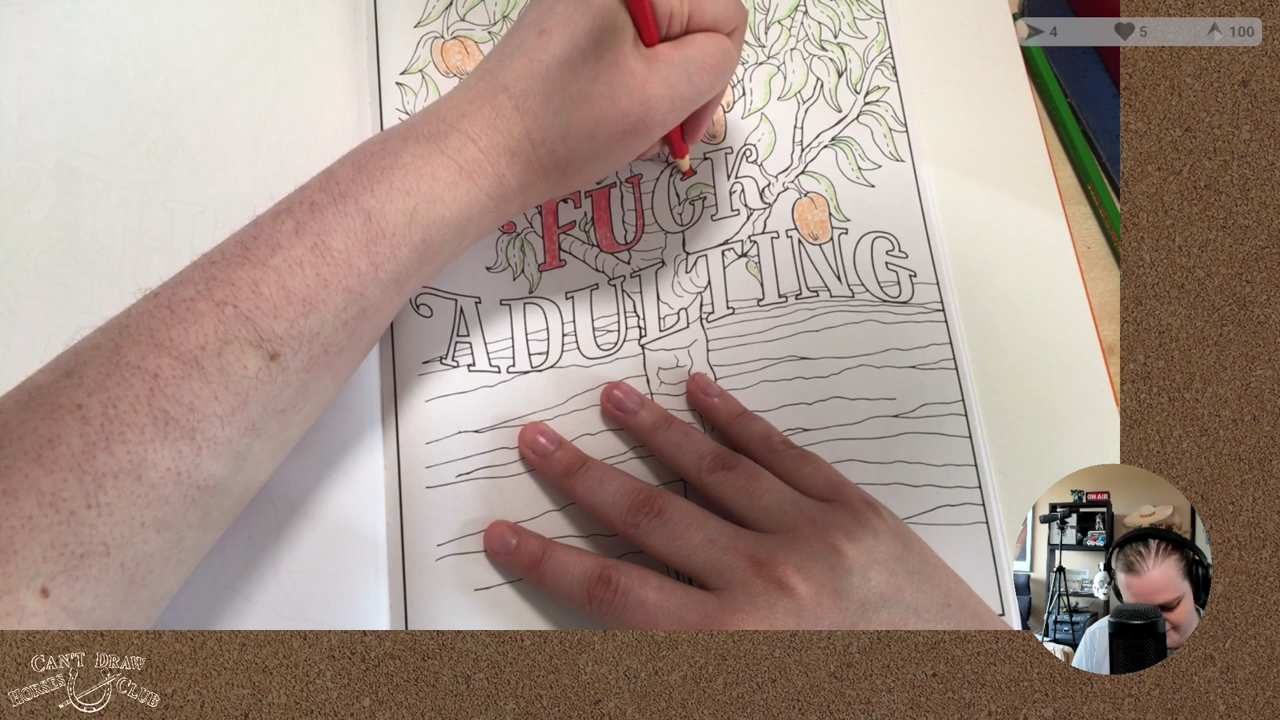 4 5 100
FUCK
ADULTING
ON AIR
CAN'T DRAW
HORSES CLUB